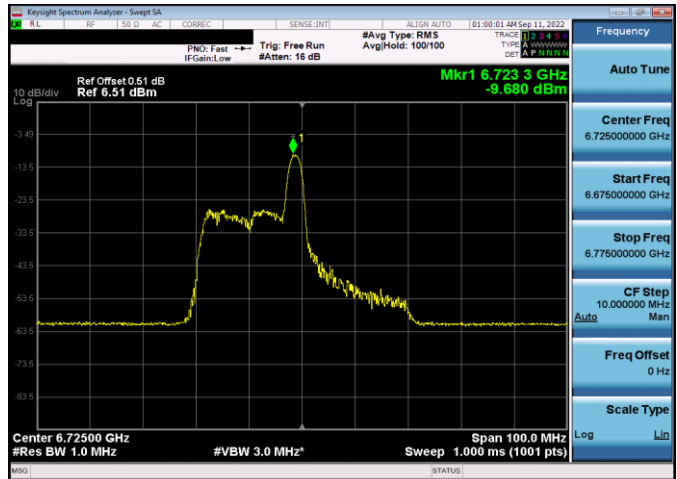 Keysight Spectrum Analyzer - Swept SA
RL RF 50 Ω AC CORREC SENSE:INT ALIGN AUTO 01:00:01 AM Sep 11, 2022
PNO: Fast Trig: Free Run #Avg Type: RMS TRACE 1 2 3 4 5 6
IFGain:Low #Atten: 16 dB Avg|Hold: 100/100 TYPE A WWWWW
DET A P N N N N
Frequency
Auto Tune
Center Freq
6.725000000 GHz
Start Freq
6.675000000 GHz
Stop Freq
6.775000000 GHz
CF Step
10.000000 MHz
Auto Man
Freq Offset
0 Hz
Scale Type
Log Lin
Mkr1 6.723 3 GHz
-9.680 dBm
Ref Offset 0.51 dB
10 dB/div Ref 6.51 dBm
Log
1
-3.49
-13.5
-23.5
-33.5
-43.5
-53.5
-63.5
-73.5
-83.5
Center 6.72500 GHz Span 100.0 MHz
#Res BW 1.0 MHz #VBW 3.0 MHz* Sweep 1.000 ms (1001 pts)
MSG STATUS